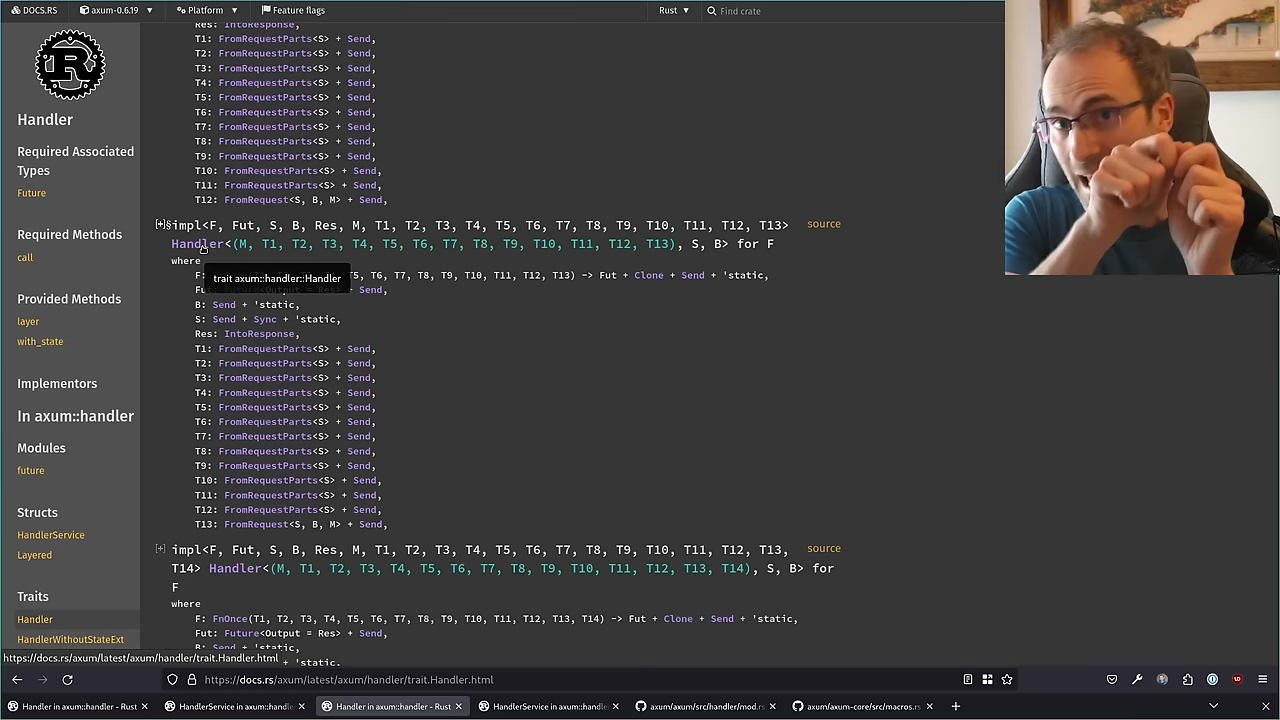 DOCS.RS axum-0.6.19 Platform Feature flags Rust Find crate
Handler
Required Associated
Types
Future
Required Methods
call
Provided Methods
layer
with_state
Implementors
In axum::handler
Modules
future
Structs
HandlerService
Layered
Traits
Handler
HandlerWithoutStateExt
Res: IntoResponse,
T1: FromRequestParts<S> + Send,
T2: FromRequestParts<S> + Send,
T3: FromRequestParts<S> + Send,
T4: FromRequestParts<S> + Send,
T5: FromRequestParts<S> + Send,
T6: FromRequestParts<S> + Send,
T7: FromRequestParts<S> + Send,
T8: FromRequestParts<S> + Send,
T9: FromRequestParts<S> + Send,
T10: FromRequestParts<S> + Send,
T11: FromRequestParts<S> + Send,
T12: FromRequest<S, B, M> + Send,
[+]§impl<F, Fut, S, B, Res, M, T1, T2, T3, T4, T5, T6, T7, T8, T9, T10, T11, T12, T13> source
Handler<(M, T1, T2, T3, T4, T5, T6, T7, T8, T9, T10, T11, T12, T13), S, B> for F
where
F: T5, T6, T7, T8, T9, T10, T11, T12, T13) -> Fut + Clone + Send + 'static,
trait axum::handler::Handler
Fut: Future<Output = Res> + Send,
B: Send + 'static,
S: Send + Sync + 'static,
Res: IntoResponse,
T1: FromRequestParts<S> + Send,
T2: FromRequestParts<S> + Send,
T3: FromRequestParts<S> + Send,
T4: FromRequestParts<S> + Send,
T5: FromRequestParts<S> + Send,
T6: FromRequestParts<S> + Send,
T7: FromRequestParts<S> + Send,
T8: FromRequestParts<S> + Send,
T9: FromRequestParts<S> + Send,
T10: FromRequestParts<S> + Send,
T11: FromRequestParts<S> + Send,
T12: FromRequestParts<S> + Send,
T13: FromRequest<S, B, M> + Send,
[+] impl<F, Fut, S, B, Res, M, T1, T2, T3, T4, T5, T6, T7, T8, T9, T10, T11, T12, T13, source
T14> Handler<(M, T1, T2, T3, T4, T5, T6, T7, T8, T9, T10, T11, T12, T13, T14), S, B> for
F
where
F: FnOnce(T1, T2, T3, T4, T5, T6, T7, T8, T9, T10, T11, T12, T13, T14) -> Fut + Clone + Send + 'static,
Fut: Future<Output = Res> + Send,
B: Send + 'static,
+ 'static,
https://docs.rs/axum/latest/axum/handler/trait.Handler.html
https://docs.rs/axum/latest/axum/handler/trait.Handler.html
Handler in axum::handler - Rust
HandlerService in axum::handler
Handler in axum::handler - Rust
HandlerService in axum::handler
axum/axum/src/handler/mod.rs
axum/axum-core/src/macros.rs